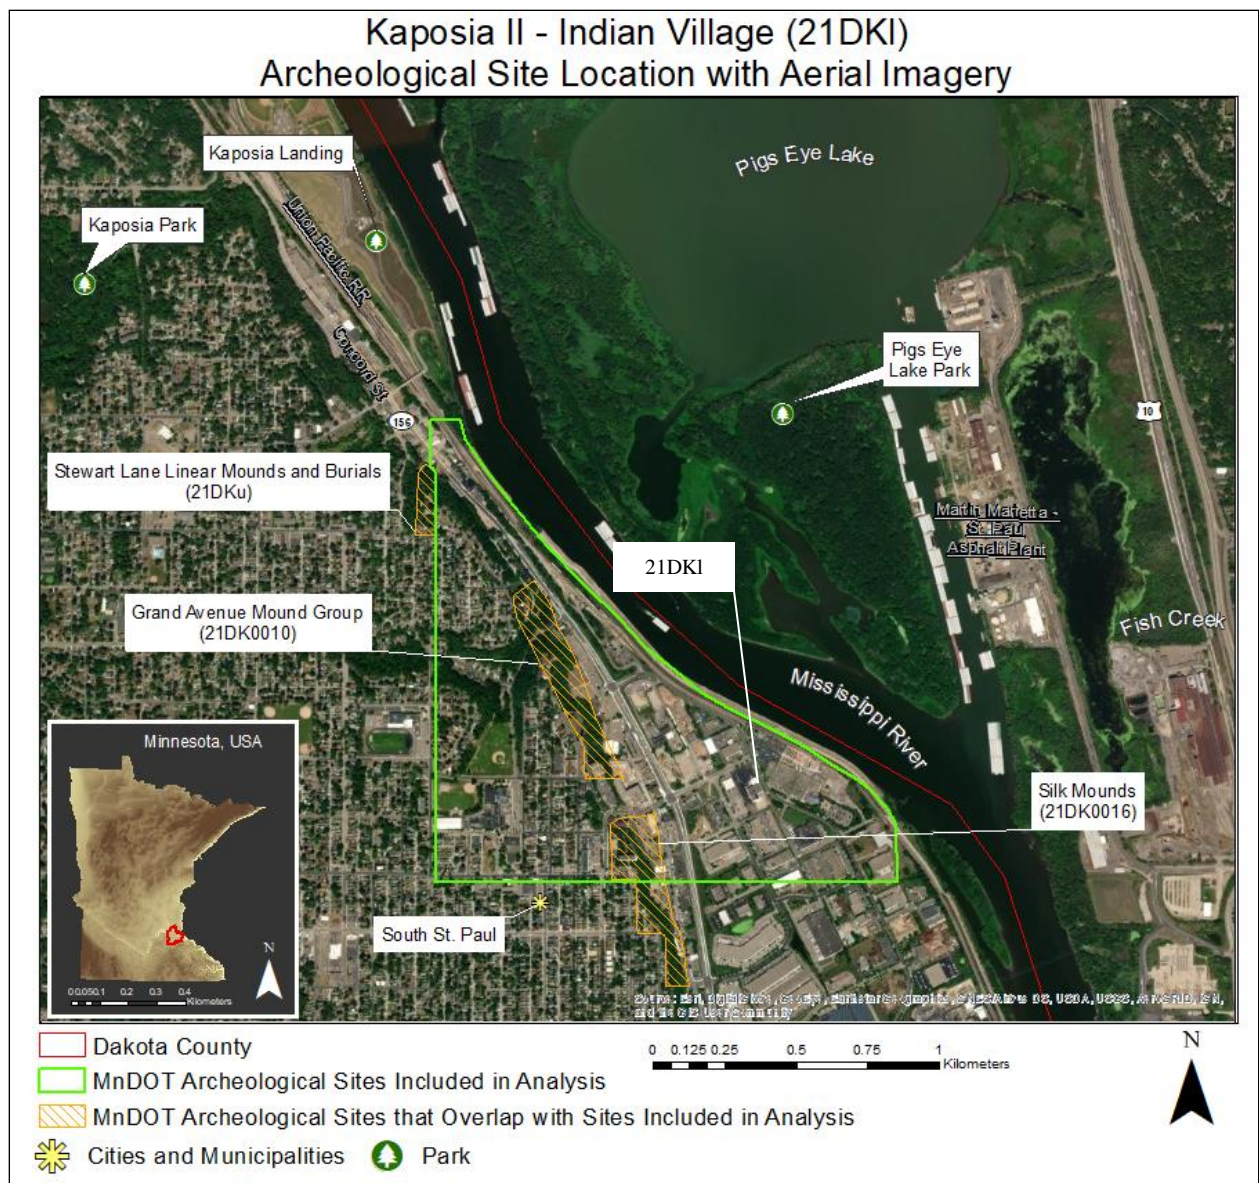 Kaposia II - Indian Village (21DKl)
Archeological Site Location with Aerial Imagery
Kaposia Landing
Pigs Eye Lake
Kaposia Park
Union Pacific RR
Concord St
Pigs Eye
Lake Park
156
10
Stewart Lane Linear Mounds and Burials
(21DKu)
Martin Marietta -
St. Paul
Asphalt Plant
21DKl
Grand Avenue Mound Group
(21DK0010)
Fish Creek
Mississippi River
Minnesota, USA
Silk Mounds
(21DK0016)
South St. Paul
N
0 0.05 0.1 0.2 0.3 0.4
Kilometers
Source: Esri,
Dakota County
MnDOT Archeological Sites Included in Analysis
MnDOT Archeological Sites that Overlap with Sites Included in Analysis
Cities and Municipalities
Park
0 0.125 0.25 0.5 0.75 1
Kilometers
N